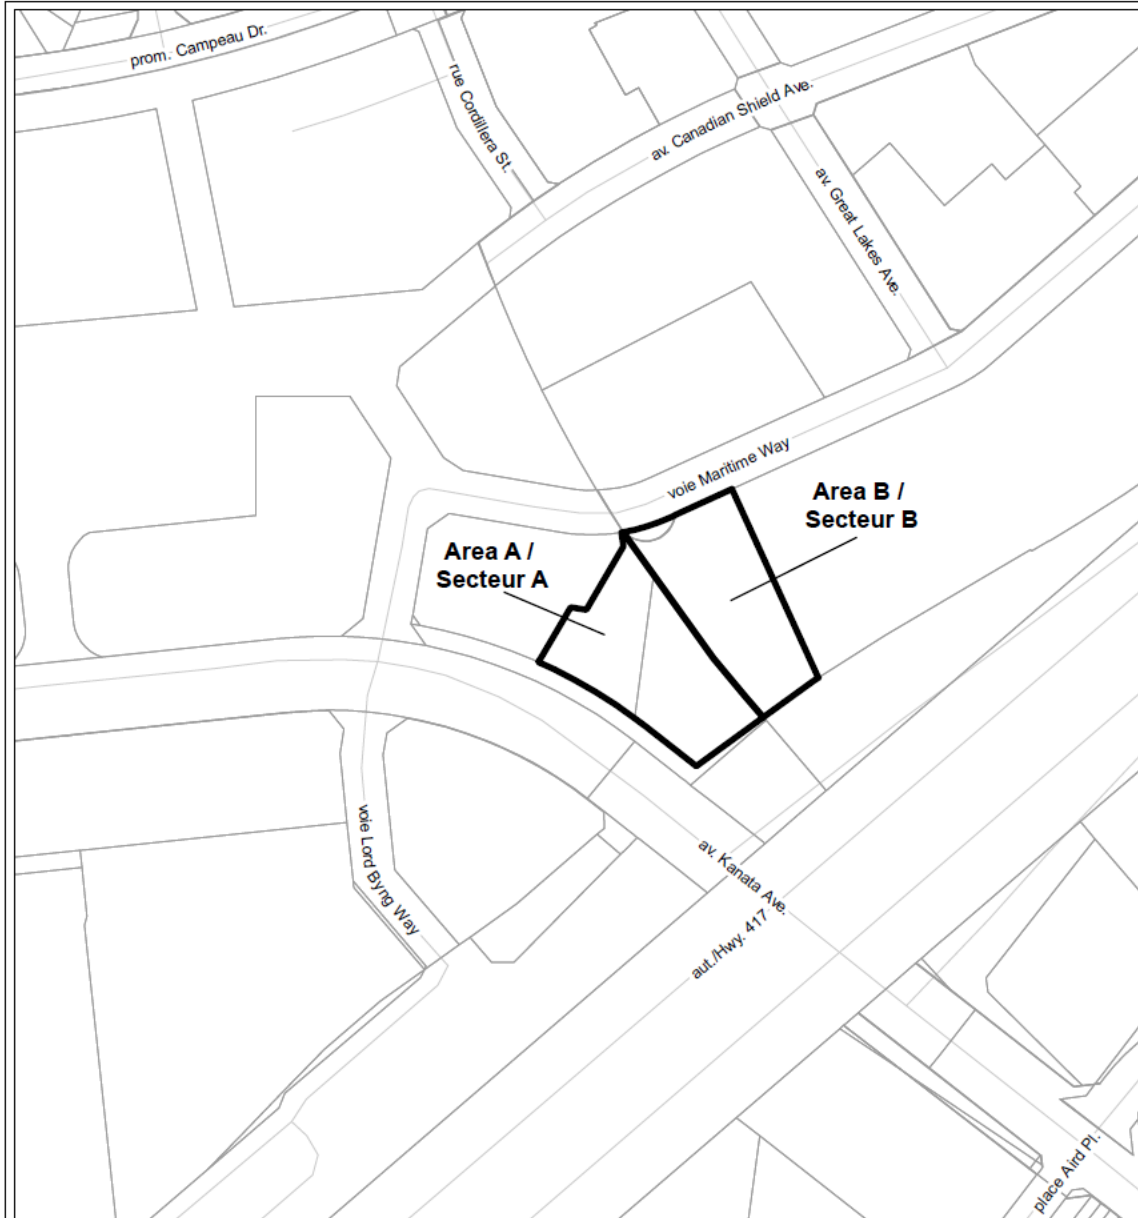 prom. Campeau Dr.
rue Cordillera St.
av. Canadian Shield Ave.
av. Great Lakes Ave.
voie Maritime Way
Area B /
Secteur B
Area A /
Secteur A
voie Lord Byng Way
av. Kanata Ave.
aut./Hwy. 417
place Aird Pl.